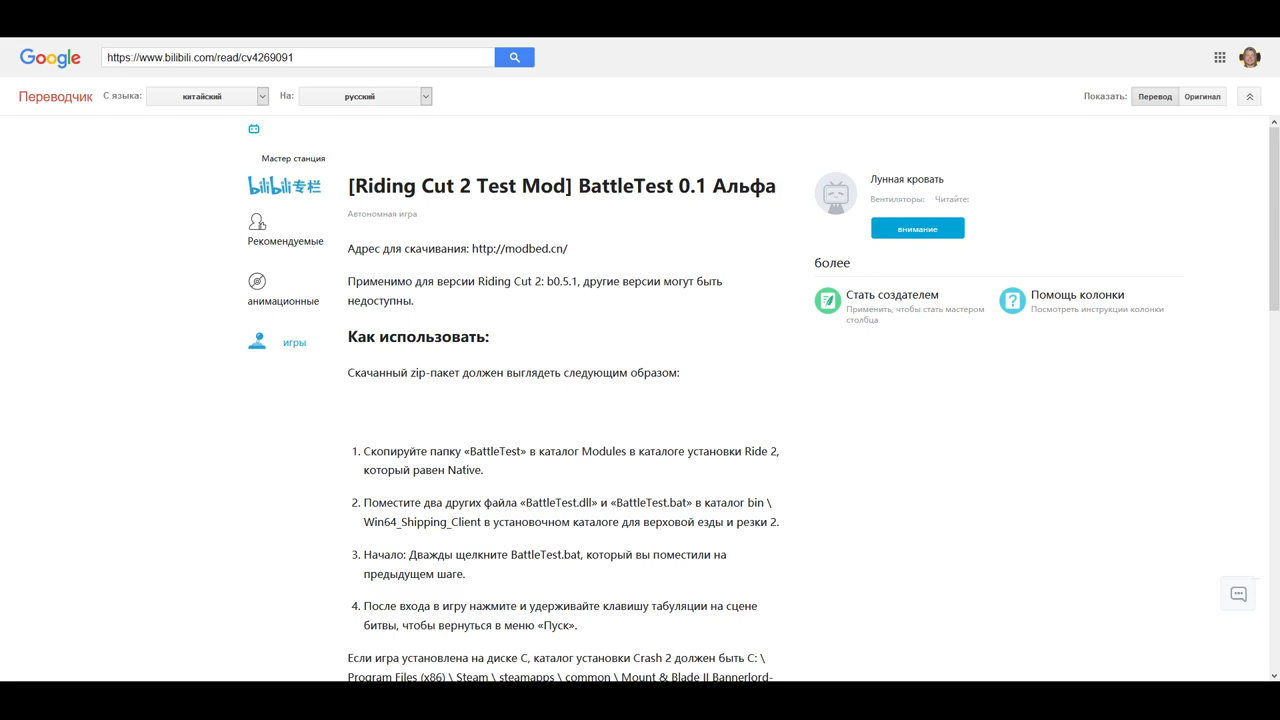 Google
https://www.bilibili.com/read/cv4269091
Переводчик
С языка:
китайский
На:
русский
Показать:
Перевод
Оригинал
Мастер станция
bilibili专栏
Рекомендуемые
анимационные
игры
[Riding Cut 2 Test Mod] BattleTest 0.1 Альфа
Автономная игра
Адрес для скачивания: http://modbed.cn/
Применимо для версии Riding Cut 2: b0.5.1, другие версии могут быть
недоступны.
Как использовать:
Скачанный zip-пакет должен выглядеть следующим образом:
1. Скопируйте папку «BattleTest» в каталог Modules в каталоге установки Ride 2,
который равен Native.
2. Поместите два других файла «BattleTest.dll» и «BattleTest.bat» в каталог bin \
Win64_Shipping_Client в установочном каталоге для верховой езды и резки 2.
3. Начало: Дважды щелкните BattleTest.bat, который вы поместили на
предыдущем шаге.
4. После входа в игру нажмите и удерживайте клавишу табуляции на сцене
битвы, чтобы вернуться в меню «Пуск».
Если игра установлена на диске C, каталог установки Crash 2 должен быть C: \
Program Files (x86) \ Steam \ steamapps \ common \ Mount & Blade II Bannerlord-
Лунная кровать
Вентиляторы:
Читайте:
внимание
более
Стать создателем
Применить, чтобы стать мастером
столбца
Помощь колонки
Посмотреть инструкции колонки